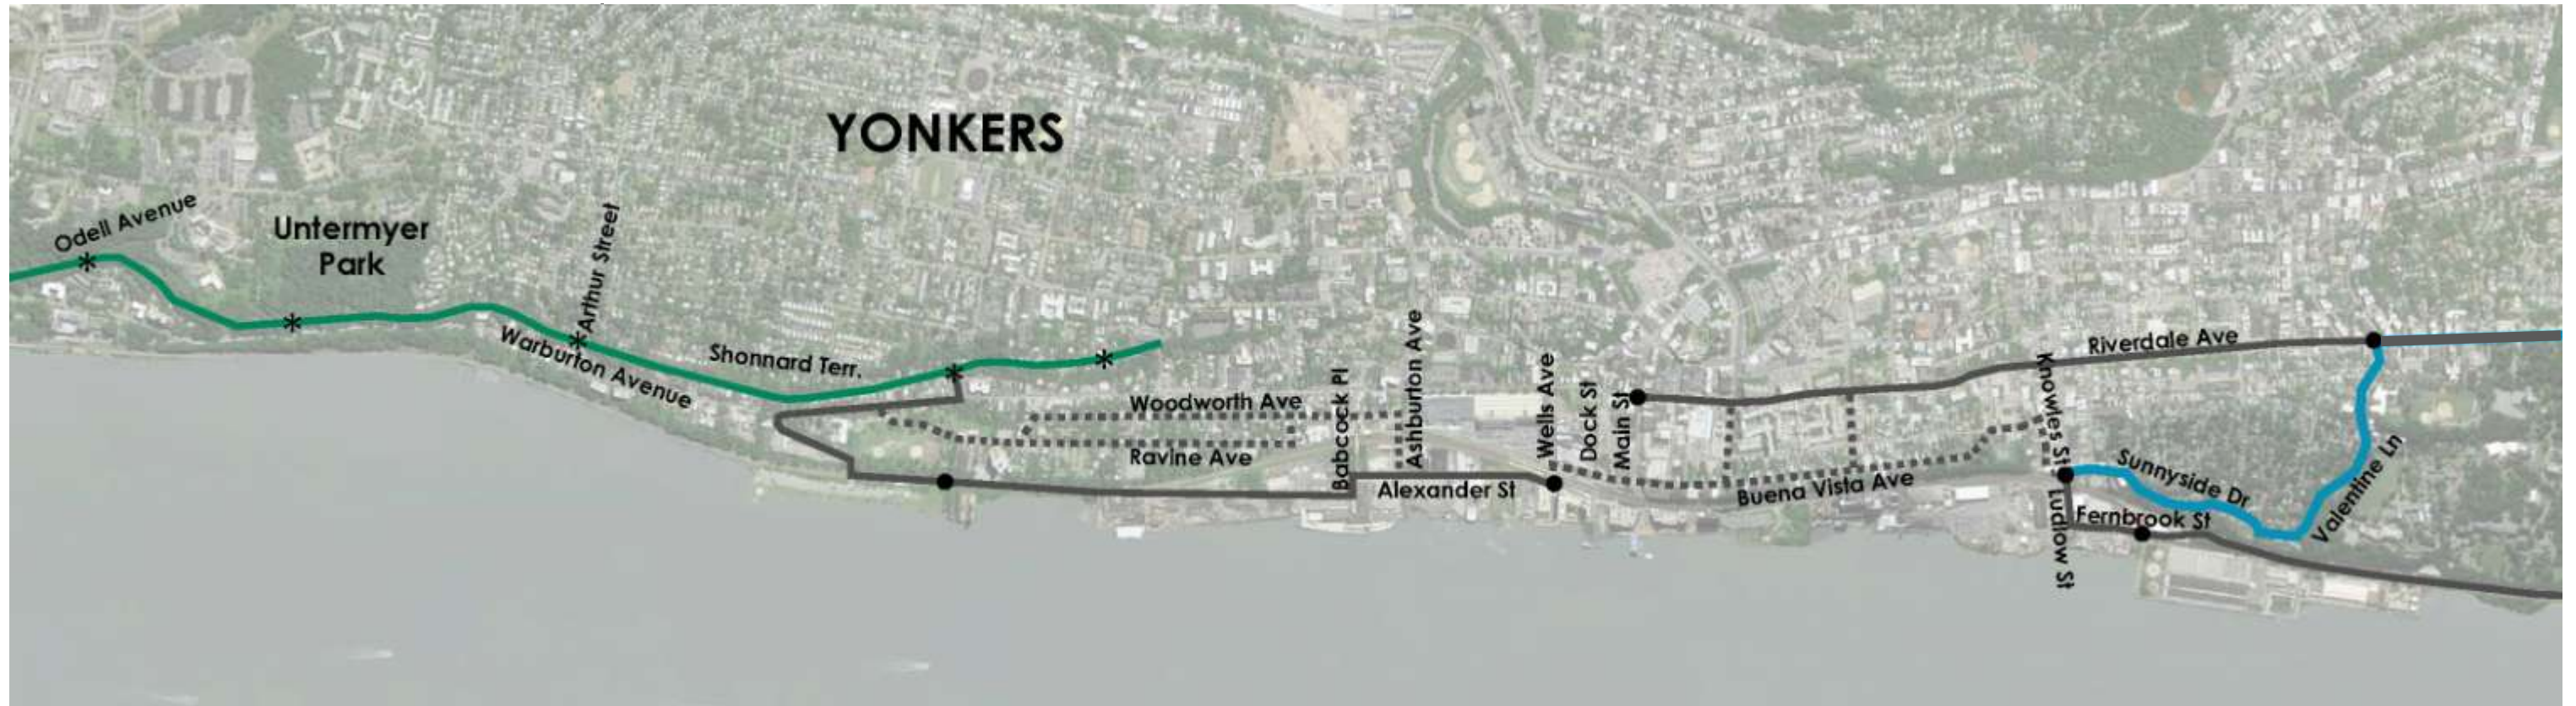 YONKERS
Odell Avenue
Untermyer
Park
Arthur Street
Warburton Avenue
Shonnard Terr.
Woodworth Ave
Ravine Ave
Babcock Pl
Ashburton Ave
Alexander St
Wells Ave
Dock St
Main St
Buena Vista Ave
Riverdale Ave
Knowles St
Ludlow St
Sunnyside Dr
Fernbrook St
Valentine Ln